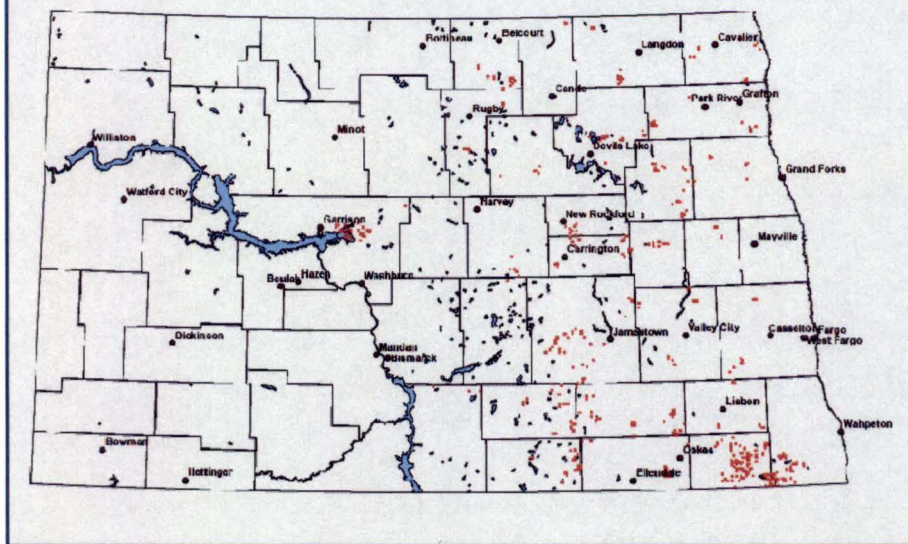 Bottineau
Belcourt
Langdon
Cavalier
Cando
Park River
Grafton
Rugby
Minot
Williston
Devils Lake
Grand Forks
Watford City
Garrison
Harvey
New Rockford
Mayville
Carrington
Hazen
Beulah
Washburn
Dickinson
Jamestown
Valley City
Casselton
Fargo
West Fargo
Mandan
Bismarck
Lisbon
Wahpeton
Bowman
Oakes
Hettinger
Ellendale